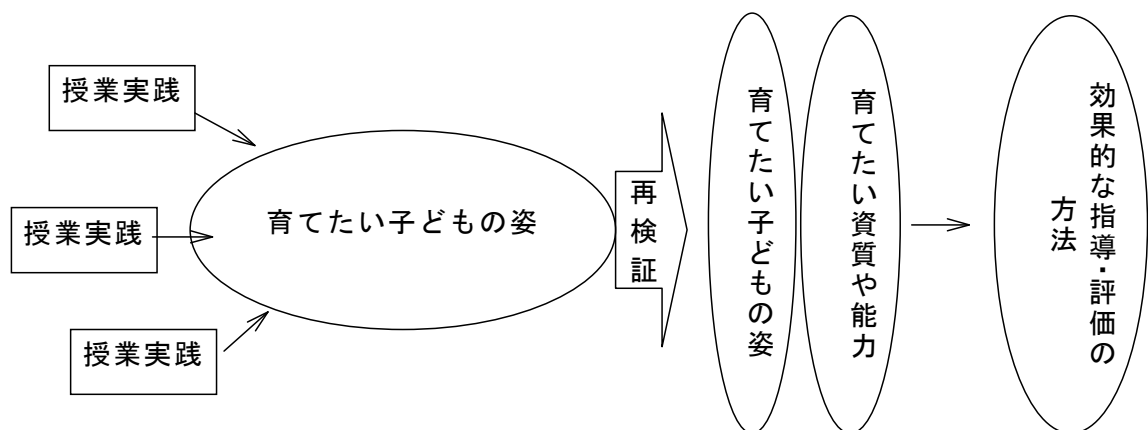 授業実践
授業実践
授業実践
育てたい子どもの姿
再検証
育てたい子どもの姿
育てたい資質や能力
効果的な指導・評価の
方法